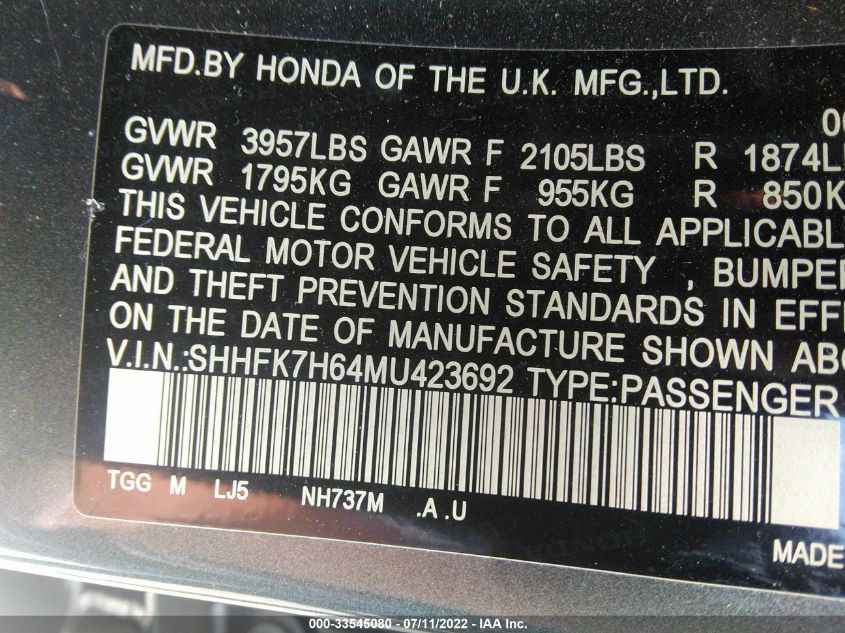 MFD.BY HONDA OF THE U.K. MFG.,LTD.
GVWR 3957LBS GAWR F 2105LBS R 1874L
GVWR 1795KG GAWR F 955KG R 850K
THIS VEHICLE CONFORMS TO ALL APPLICABL
FEDERAL MOTOR VEHICLE SAFETY , BUMPER
AND THEFT PREVENTION STANDARDS IN EFF
ON THE DATE OF MANUFACTURE SHOWN ABO
V.I.N.:SHHFK7H64MU423692 TYPE:PASSENGER
TGG M LJ5 NH737M .A.U
MADE
000-33545080 - 07/11/2022 - IAA Inc.